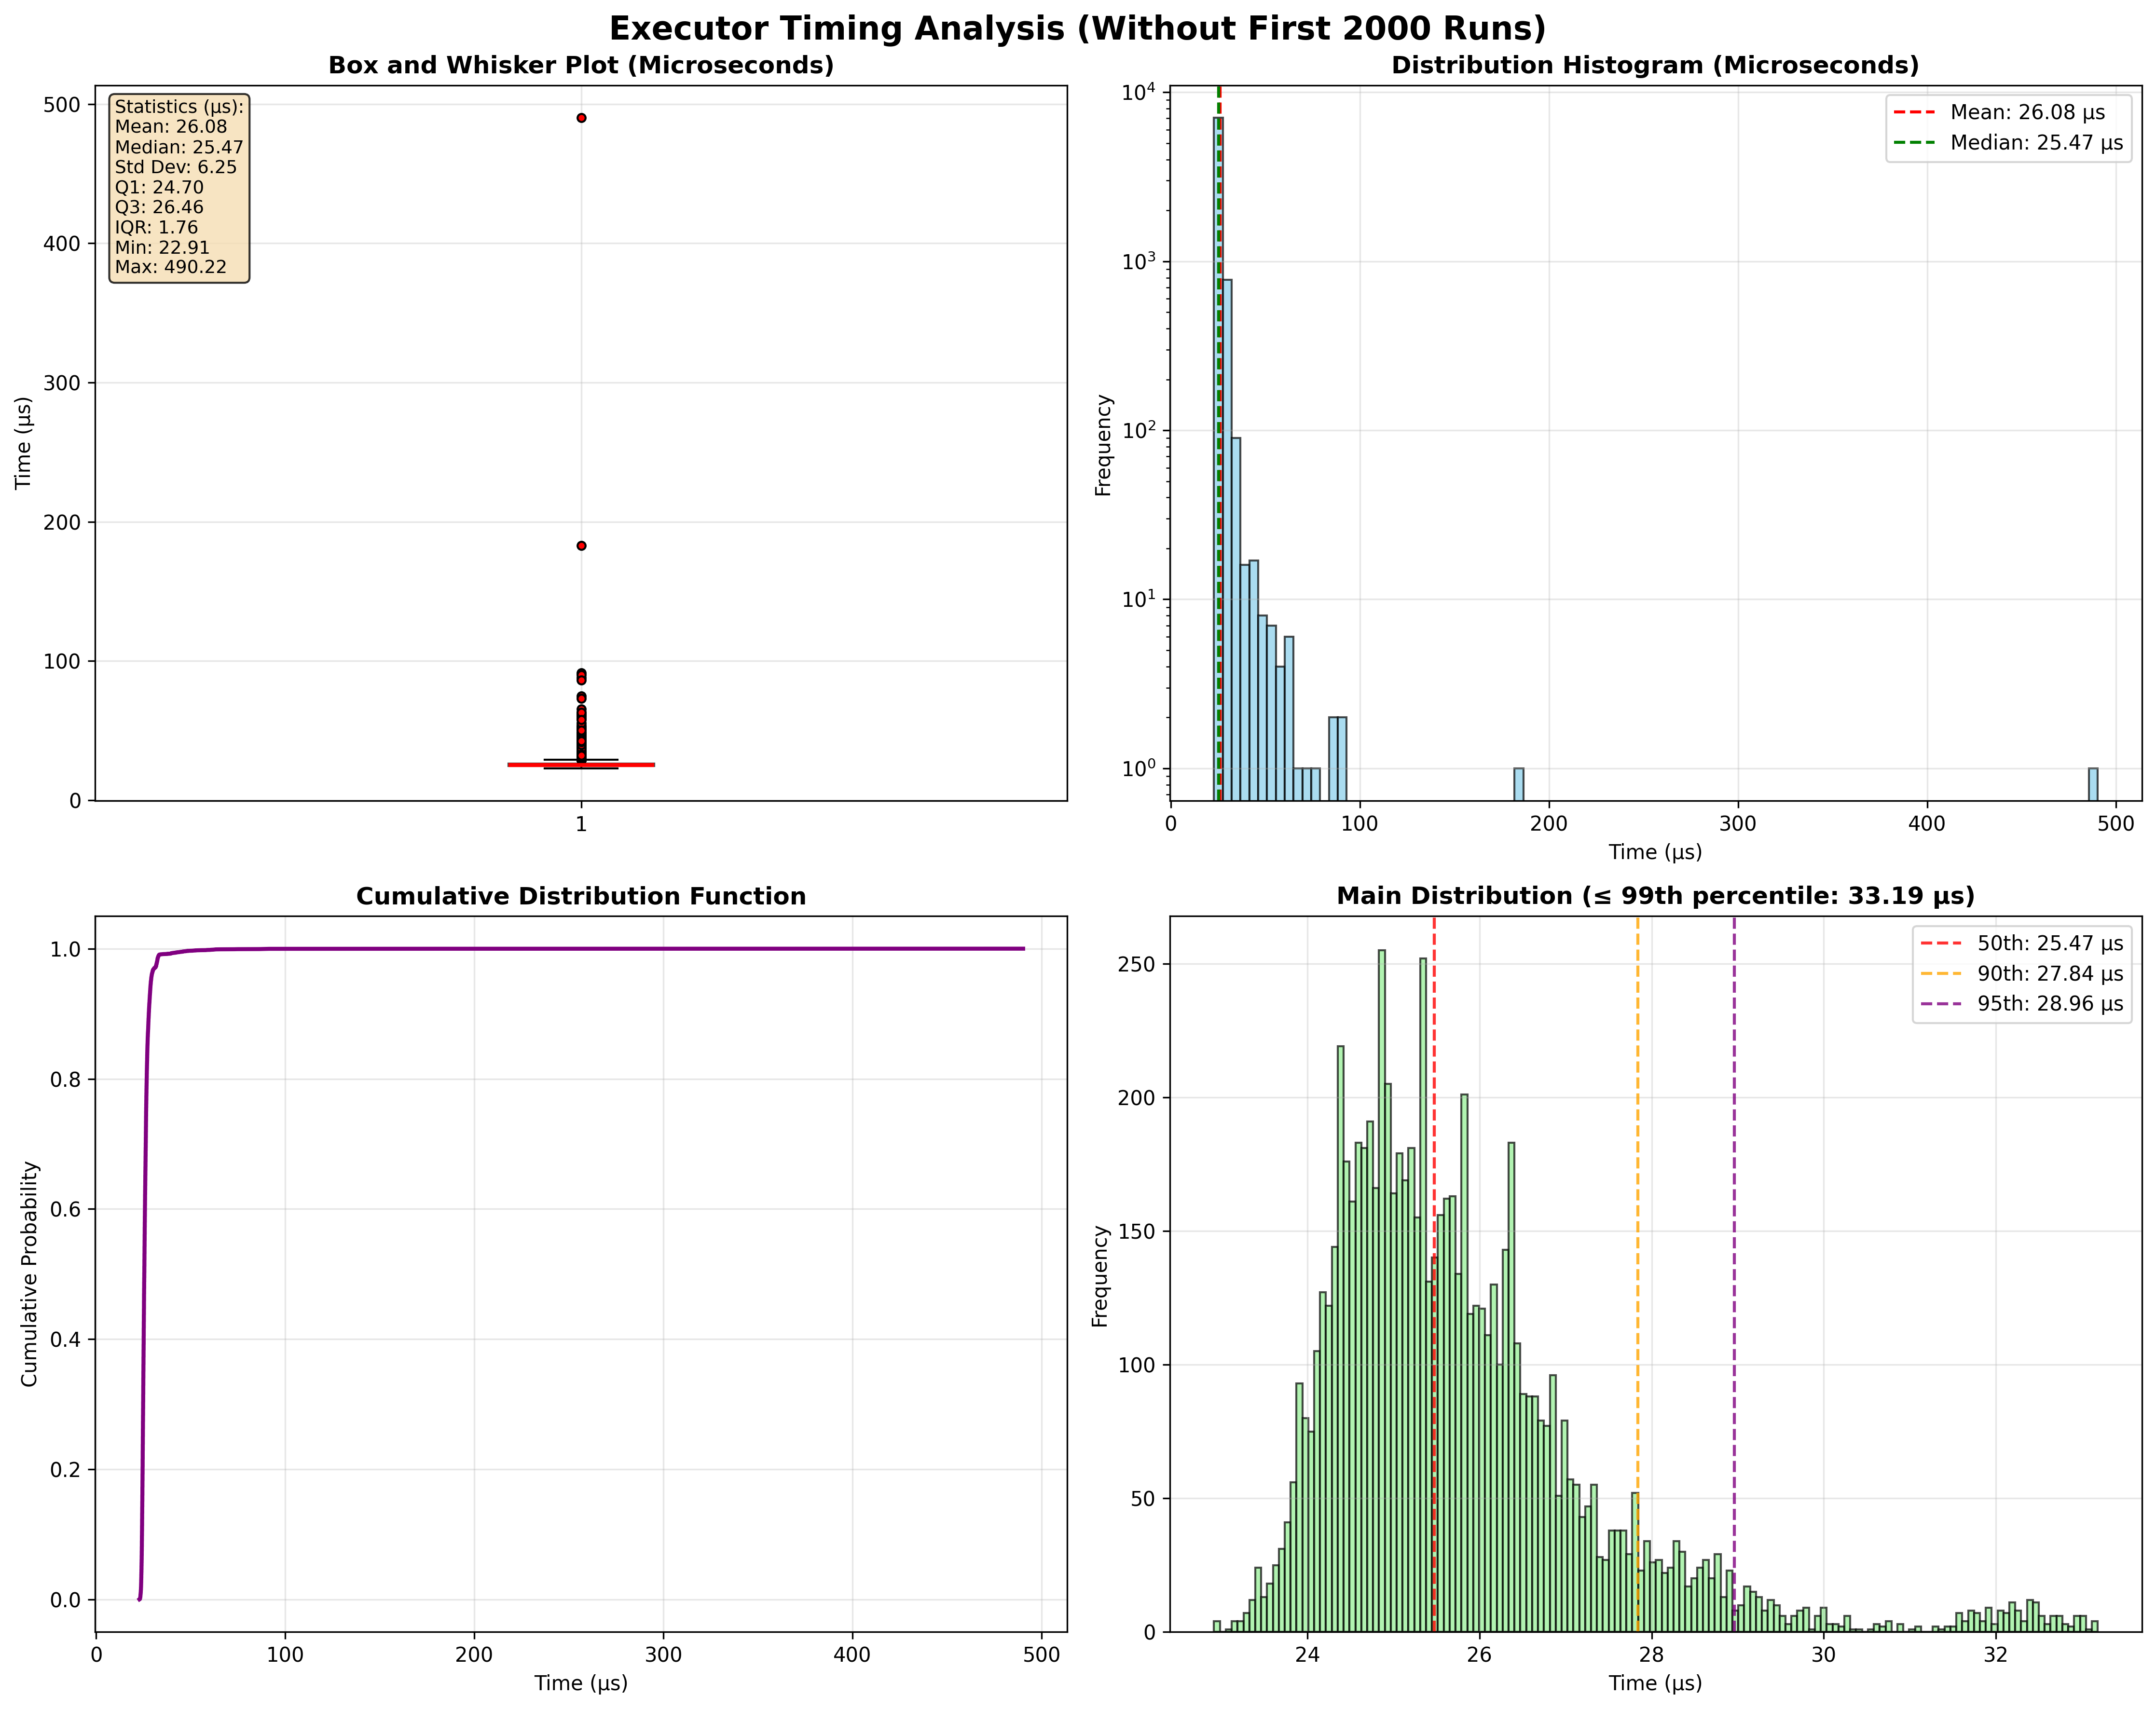 Executor Timing Analysis (Without First 2000 Runs)
Box and Whisker Plot (Microseconds)
Statistics (µs):
Mean: 26.08
Median: 25.47
Std Dev: 6.25
Q1: 24.70
Q3: 26.46
IQR: 1.76
Min: 22.91
Max: 490.22
500
400
300
200
100
0
Time (µs)
1
Distribution Histogram (Microseconds)
Mean: 26.08 µs
Median: 25.47 µs
10⁴
10³
10²
10¹
10⁰
Frequency
0 100 200 300 400 500
Time (µs)
Cumulative Distribution Function
1.0
0.8
0.6
0.4
0.2
0.0
Cumulative Probability
0 100 200 300 400 500
Time (µs)
Main Distribution (≤ 99th percentile: 33.19 µs)
50th: 25.47 µs
90th: 27.84 µs
95th: 28.96 µs
250
200
150
100
50
0
Frequency
24 26 28 30 32
Time (µs)